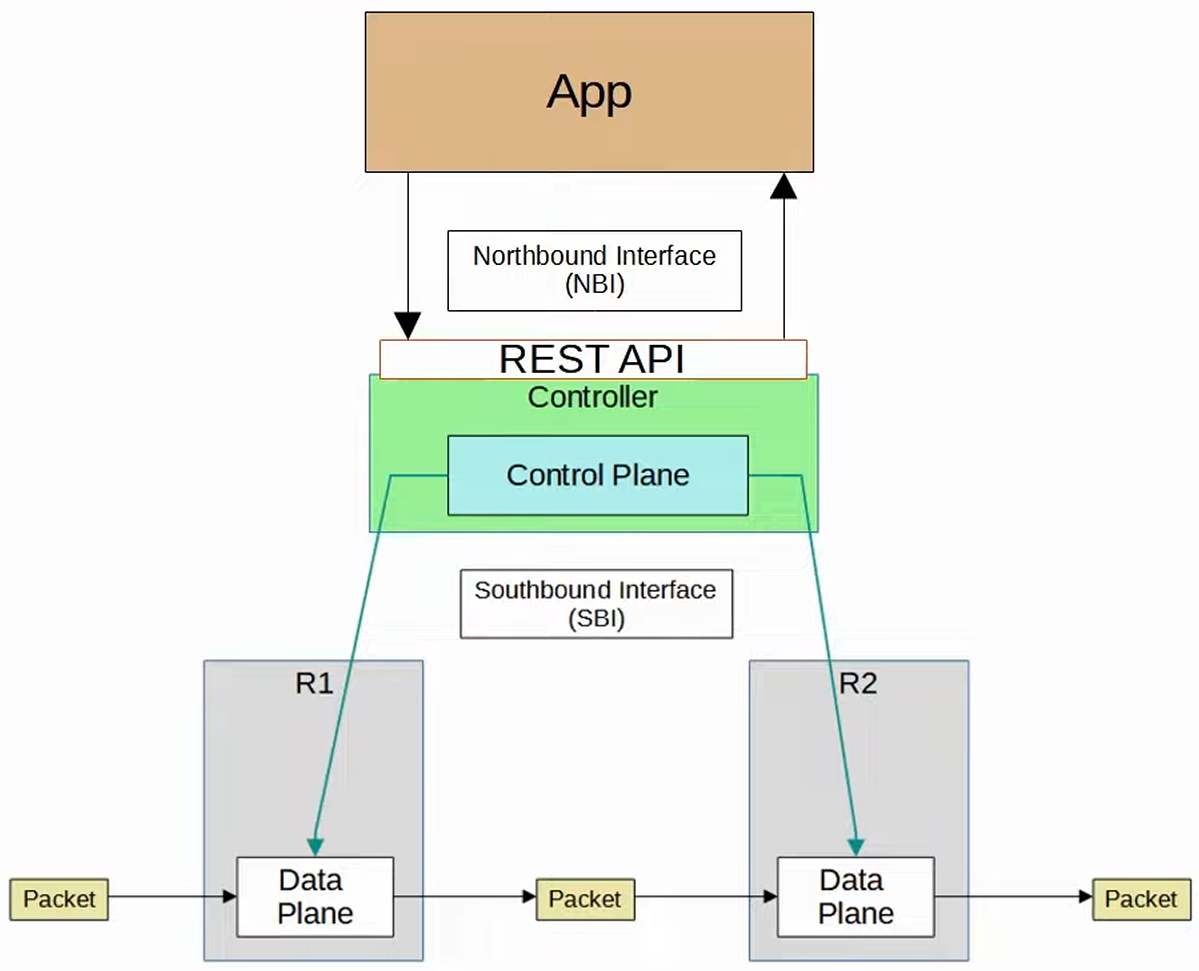 App
Northbound Interface
(NBI)
REST API
Controller
Control Plane
Southbound Interface
(SBI)
R1
R2
Data
Plane
Data
Plane
Packet
Packet
Packet